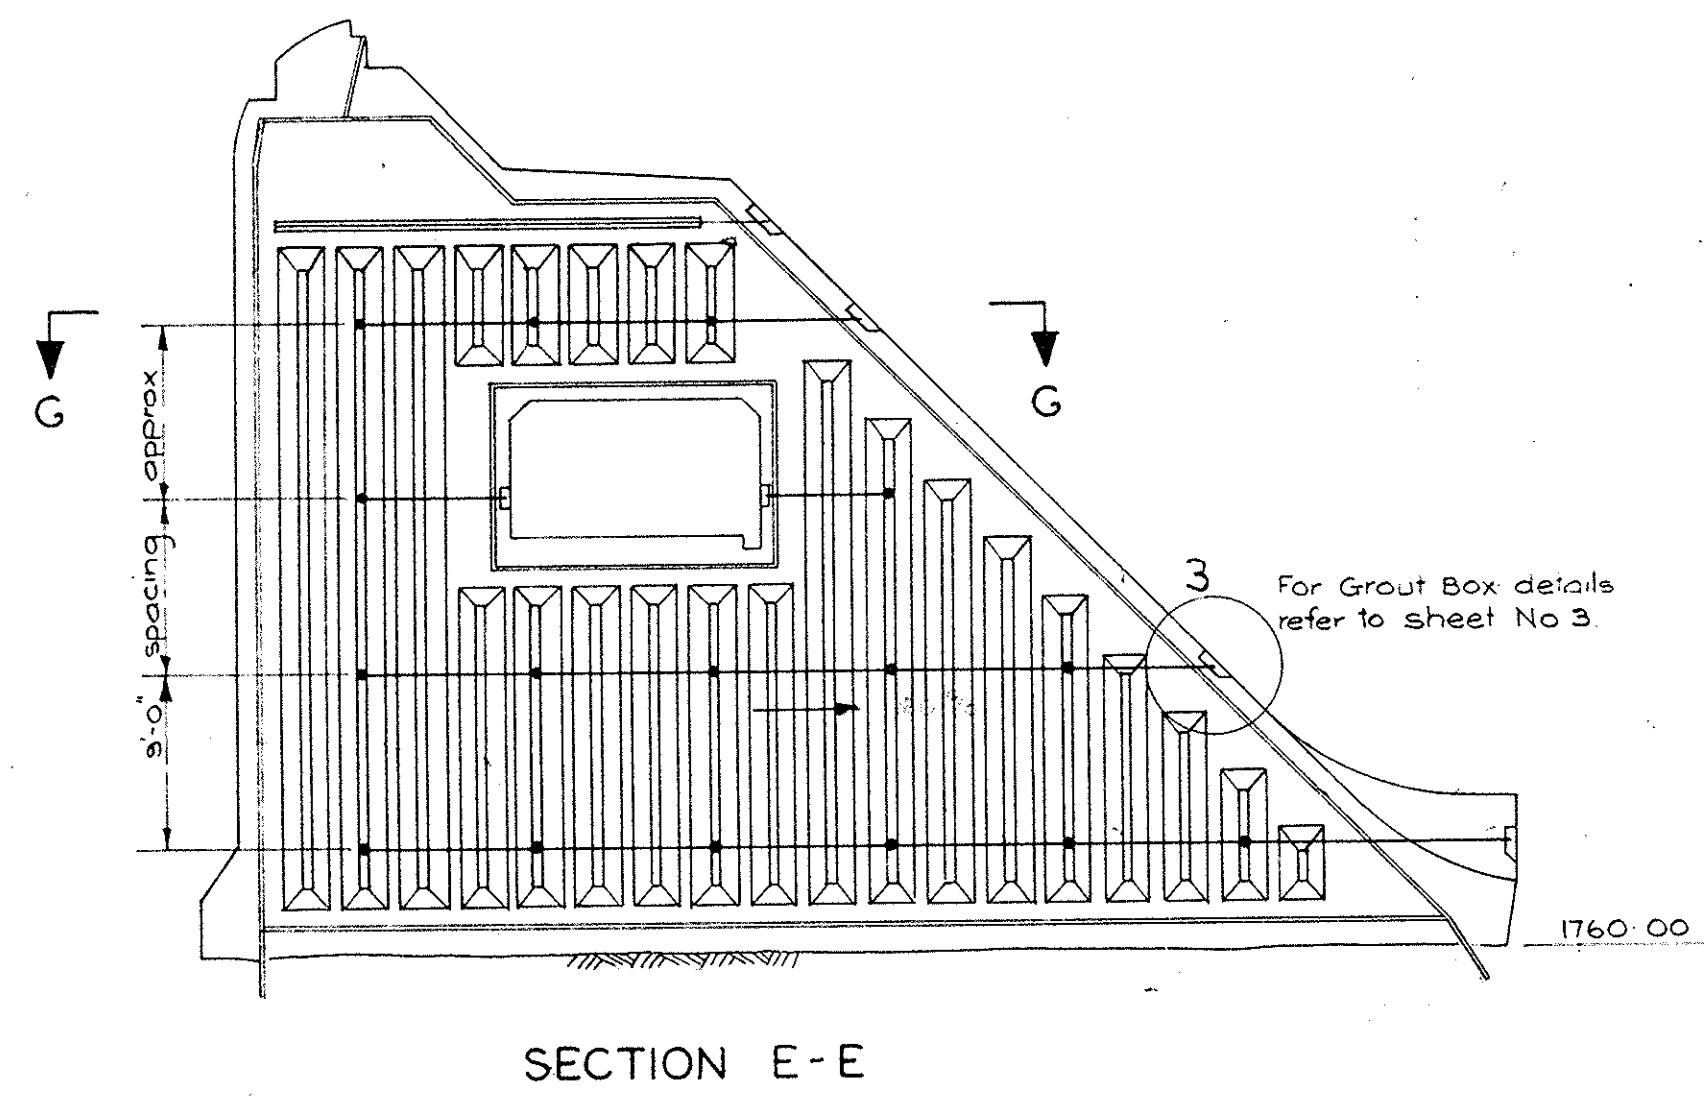 G
G
9'-0" spacing approx
3
For Grout Box details
refer to sheet No 3.
1760.00
SECTION E-E